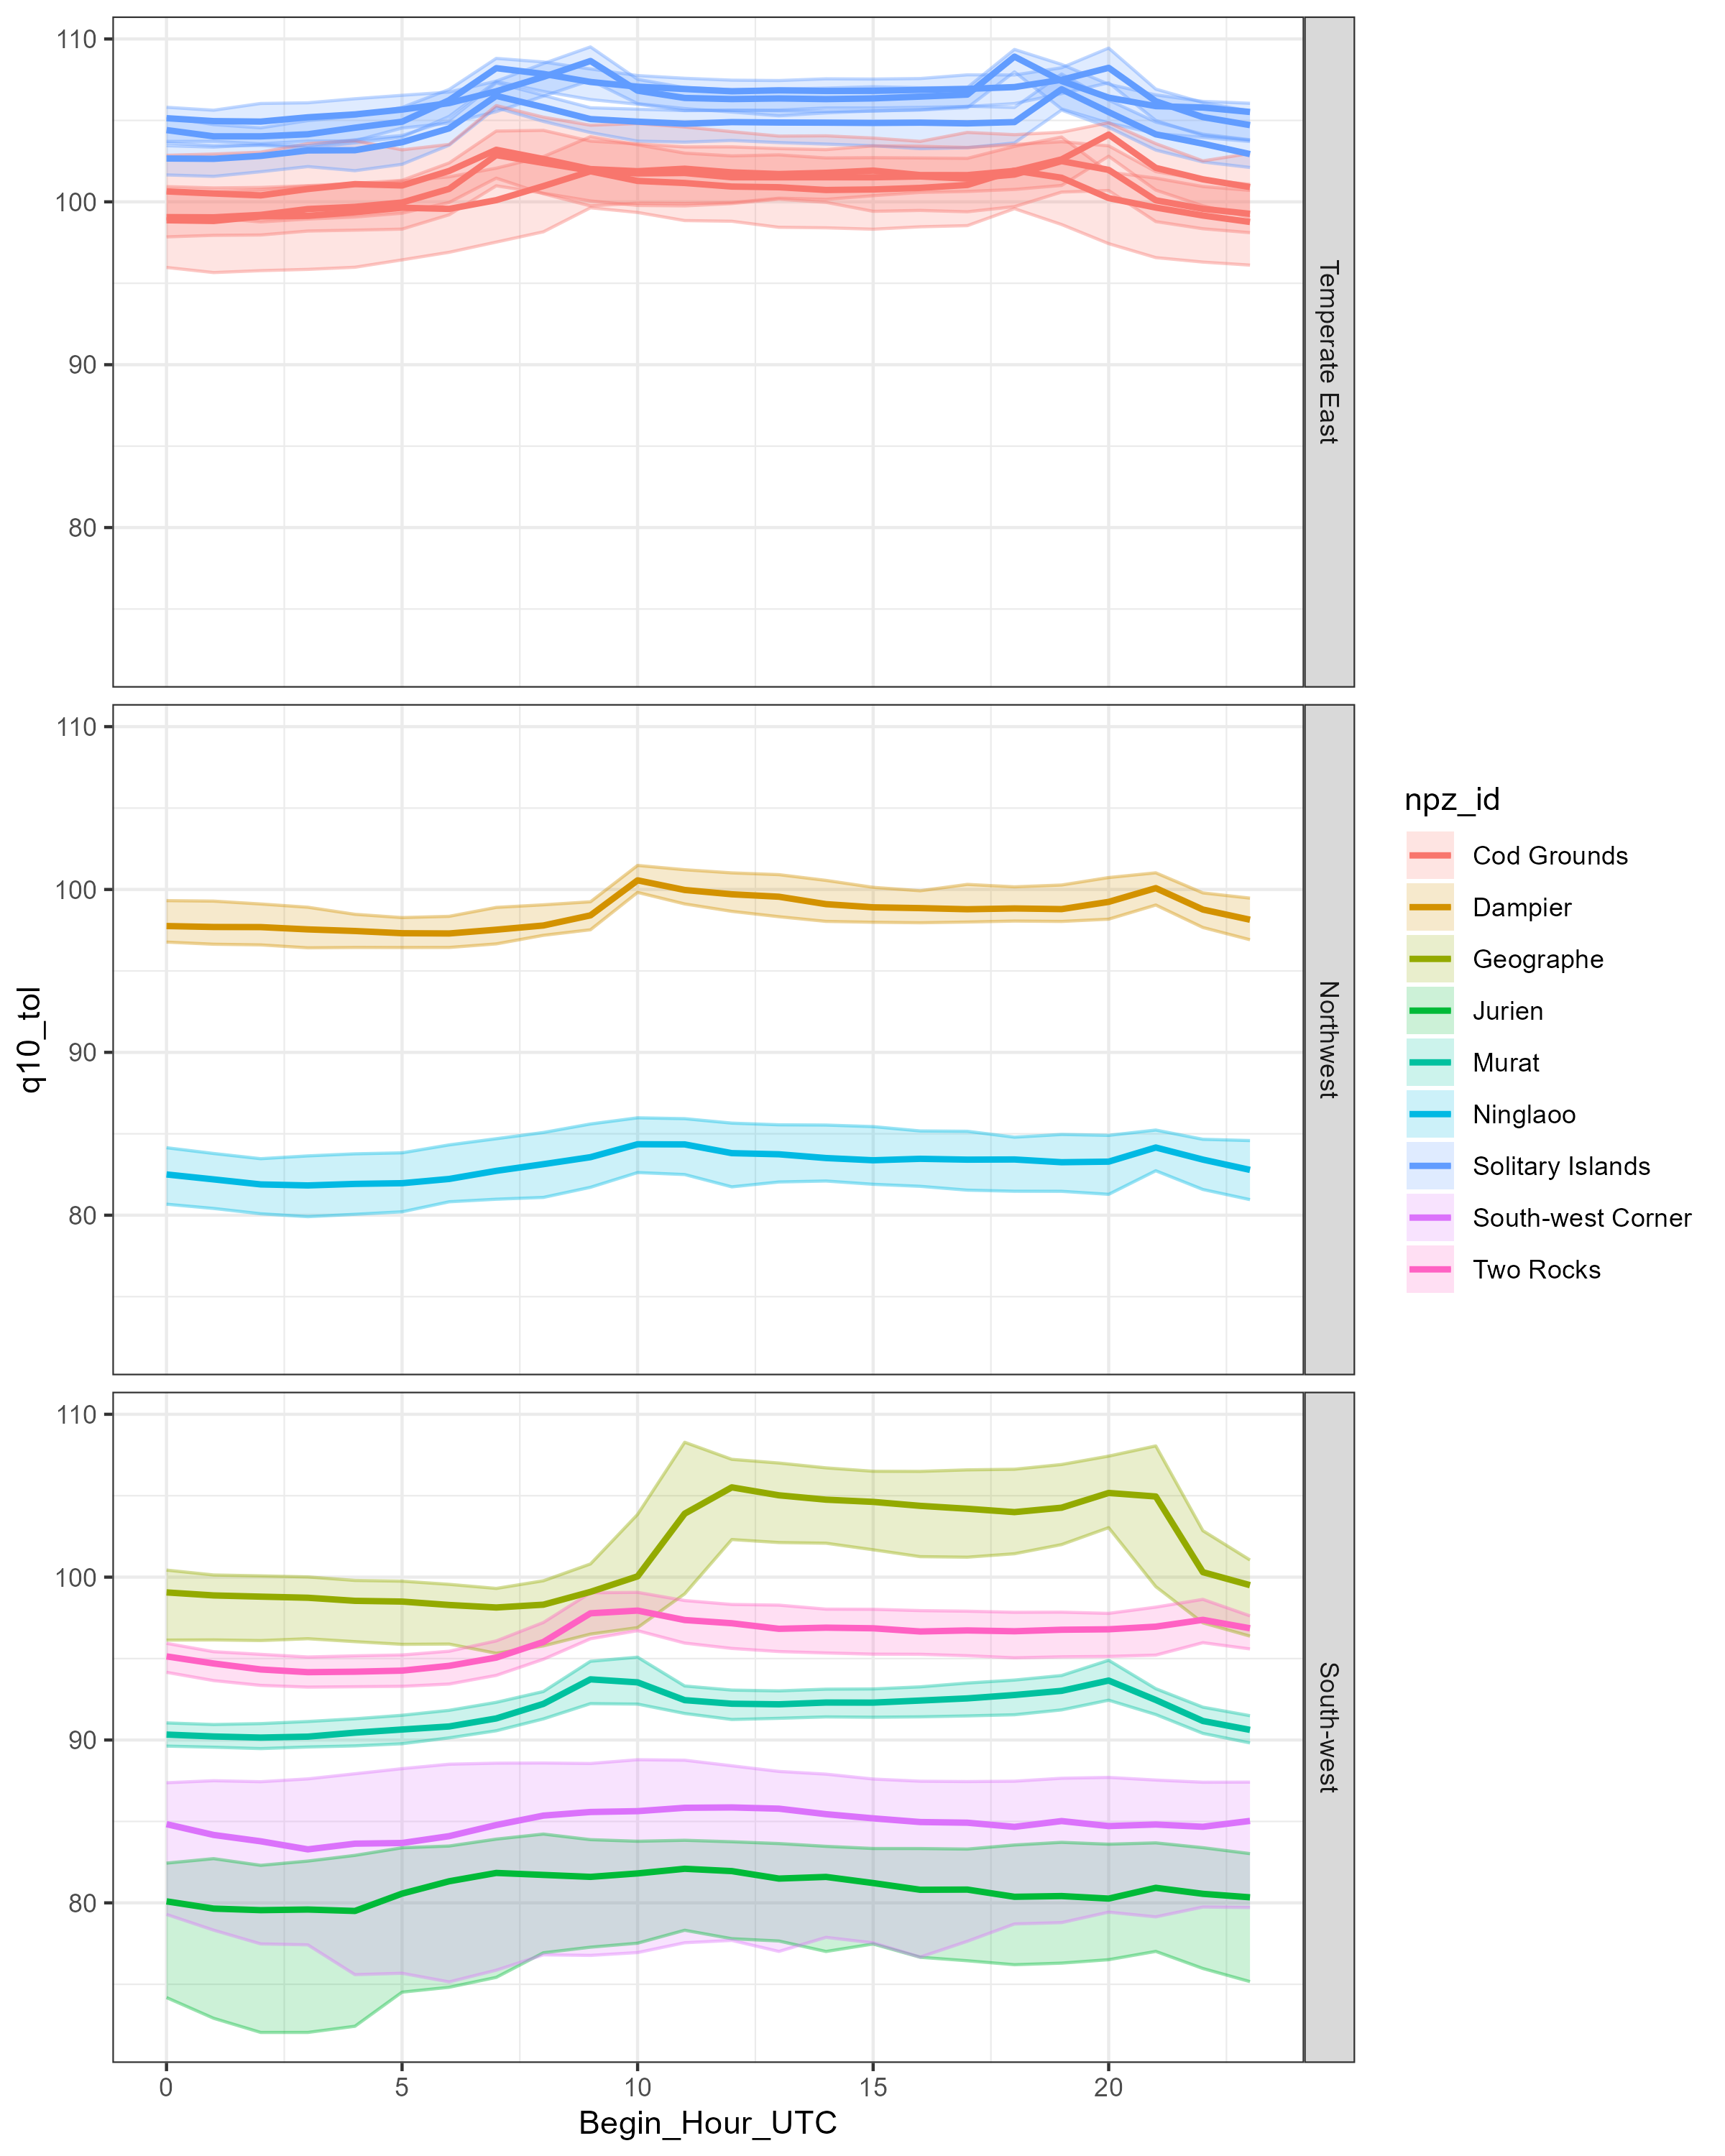 110
100
90
80
Temperate East
110
100
90
80
Northwest
110
100
90
80
South-west
0 5 10 15 20
Begin_Hour_UTC
q10_tol
npz_id
Cod Grounds
Dampier
Geographe
Jurien
Murat
Ninglaoo
Solitary Islands
South-west Corner
Two Rocks